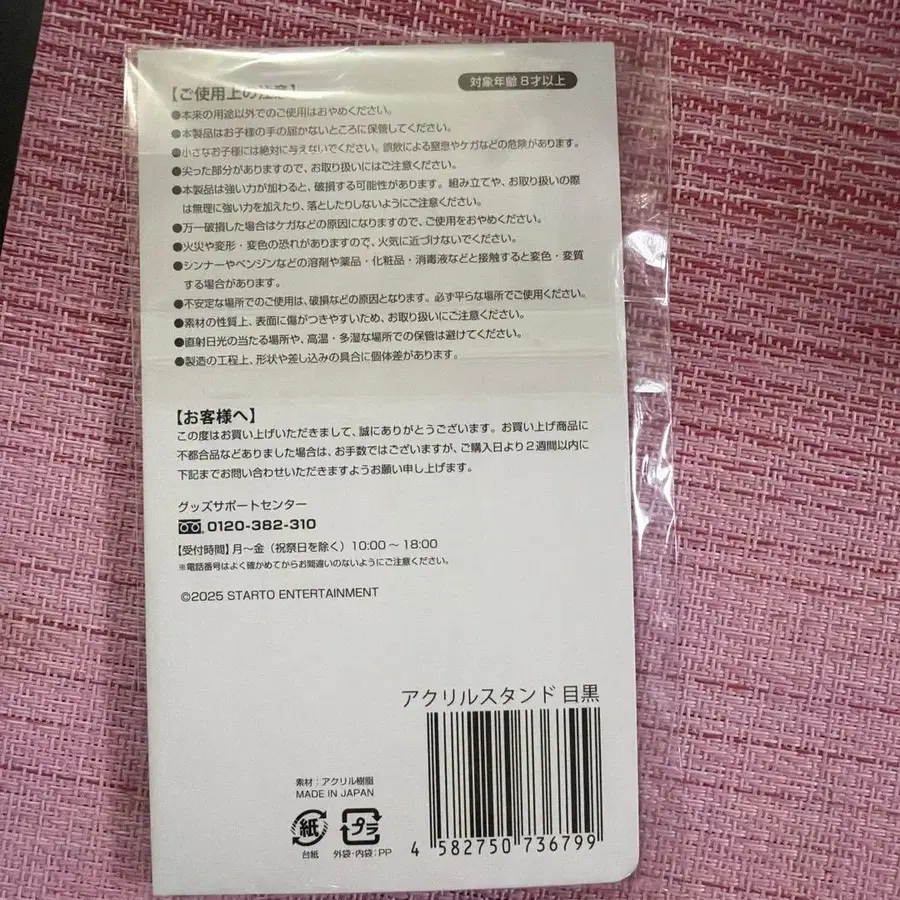 【ご使用上の注意】
対象年齢 8才以上
●本来の用途以外でのご使用はおやめください。
●本製品はお子様の手の届かないところに保管してください。
●小さなお子様には絶対に与えないでください。誤飲による窒息やケガなどの危険があります。
●尖った部分がありますので、お取り扱いにはご注意ください。
●本製品は強い力が加わると、破損する可能性があります。組み立てや、お取り扱いの際
は無理に強い力を加えたり、落としたりしないようにご注意ください。
●万一破損した場合はケガなどの原因になりますので、ご使用をおやめください。
●火災や変形・変色の恐れがありますので、火気に近づけないでください。
●シンナーやベンジンなどの溶剤や薬品・化粧品・消毒液などと接触すると変色・変質
する場合があります。
●不安定な場所でのご使用は、破損などの原因となります。必ず平らな場所でご使用ください。
●素材の性質上、表面に傷がつきやすいため、お取り扱いにご注意ください。
●直射日光の当たる場所や、高温・多湿な場所での保管は避けてください。
●製造の工程上、形状や差し込みの具合に個体差があります。
【お客様へ】
この度はお買い上げいただきまして、誠にありがとうございます。お買い上げ商品に
不都合品などありました場合は、お手数ではございますが、ご購入日より2週間以内に
下記までお問い合わせいただきますようお願い申し上げます。
グッズサポートセンター
0120-382-310
【受付時間】月～金（祝祭日を除く）10:00～18:00
※電話番号はよく確かめてからお間違いのないようにご注意ください。
©2025 STARTO ENTERTAINMENT
アクリルスタンド 目黒
素材：アクリル樹脂
MADE IN JAPAN
紙
プラ
台紙
外袋・内袋：PP
4 582750 736799